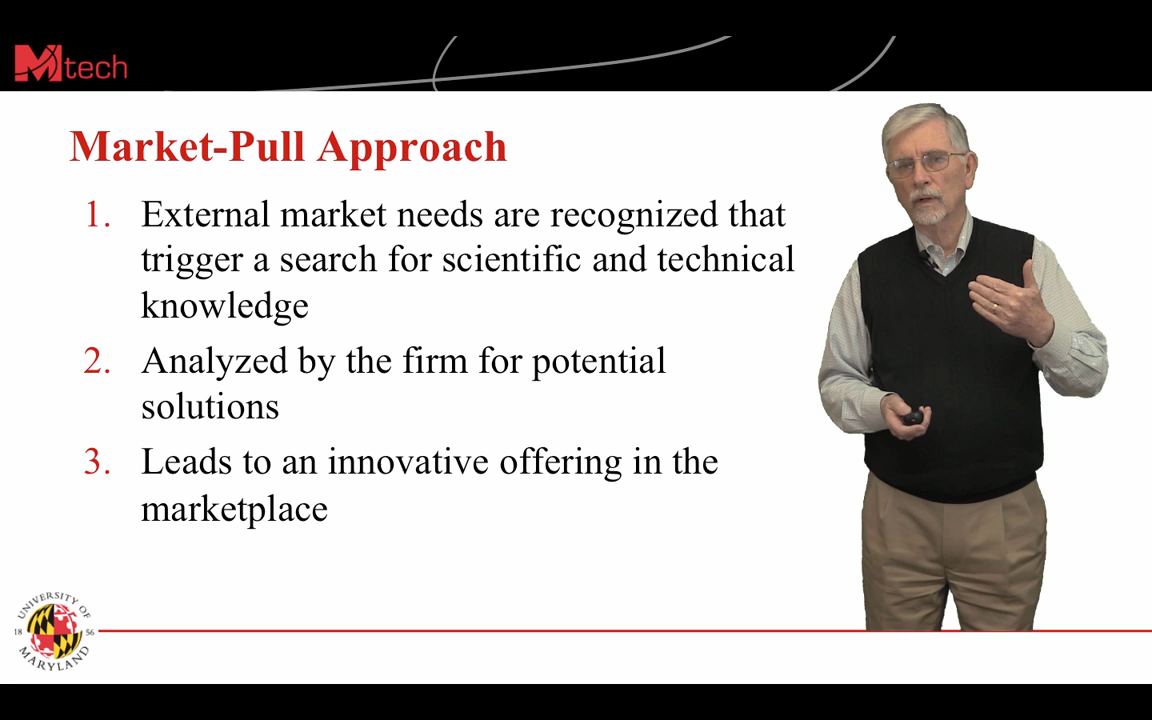 Mtech
Market-Pull Approach
1. External market needs are recognized that
trigger a search for scientific and technical
knowledge
2. Analyzed by the firm for potential
solutions
3. Leads to an innovative offering in the
marketplace
UNIVERSITY OF
18 56
MARYLAND